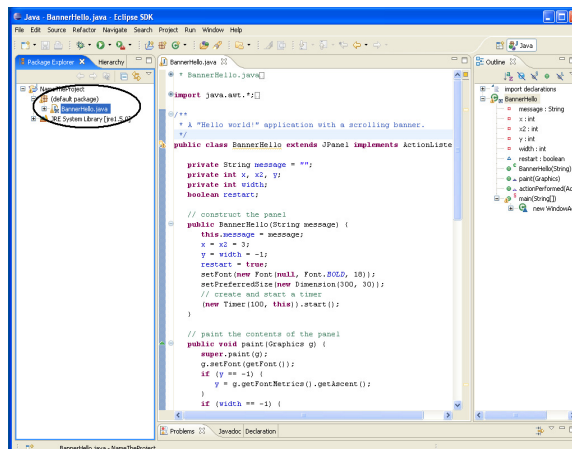 Java - BannerHello.java - Eclipse SDK
File Edit Source Refactor Navigate Search Project Run Window Help
Java
Package Explorer Hierarchy
NameTheProject
(default package)
BannerHello.java
JRE System Library [jre1.5.0]
BannerHello.java
* BannerHello.java
import java.awt.*;
/**
* A "Hello world!" application with a scrolling banner.
*/
public class BannerHello extends JPanel implements ActionListe
private String message = "";
private int x, x2, y;
private int width;
boolean restart;
// construct the panel
public BannerHello(String message) {
this.message = message;
x = x2 = 3;
y = width = -1;
restart = true;
setFont(new Font(null, Font.BOLD, 18));
setPreferredSize(new Dimension(300, 30));
// create and start a timer
(new Timer(100, this)).start();
}
// paint the contents of the panel
public void paint(Graphics g) {
super.paint(g);
g.setFont(getFont());
if (y == -1) {
y = g.getFontMetrics().getAscent();
}
if (width == -1) {
Outline
import declarations
BannerHello
message : String
x : int
x2 : int
y : int
width : int
restart : boolean
BannerHello(String)
paint(Graphics)
actionPerformed(Ac
main(String[])
new WindowA
Problems Javadoc Declaration
BannerHello.java - NameTheProject